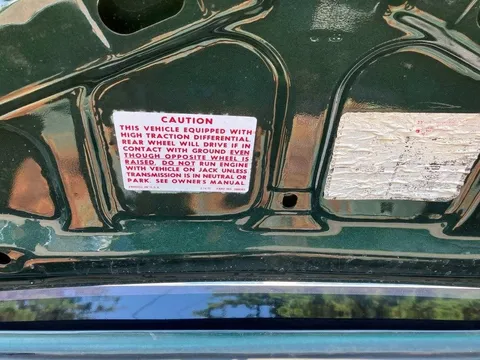 CAUTION
THIS VEHICLE EQUIPPED WITH
HIGH TRACTION DIFFERENTIAL.
REAR WHEEL WILL DRIVE IF IN
CONTACT WITH GROUND EVEN
THOUGH OPPOSITE WHEEL IS
RAISED. DO NOT RUN ENGINE
WITH VEHICLE ON JACK UNLESS
TRANSMISSION IS IN NEUTRAL OR
PARK. SEE OWNER'S MANUAL